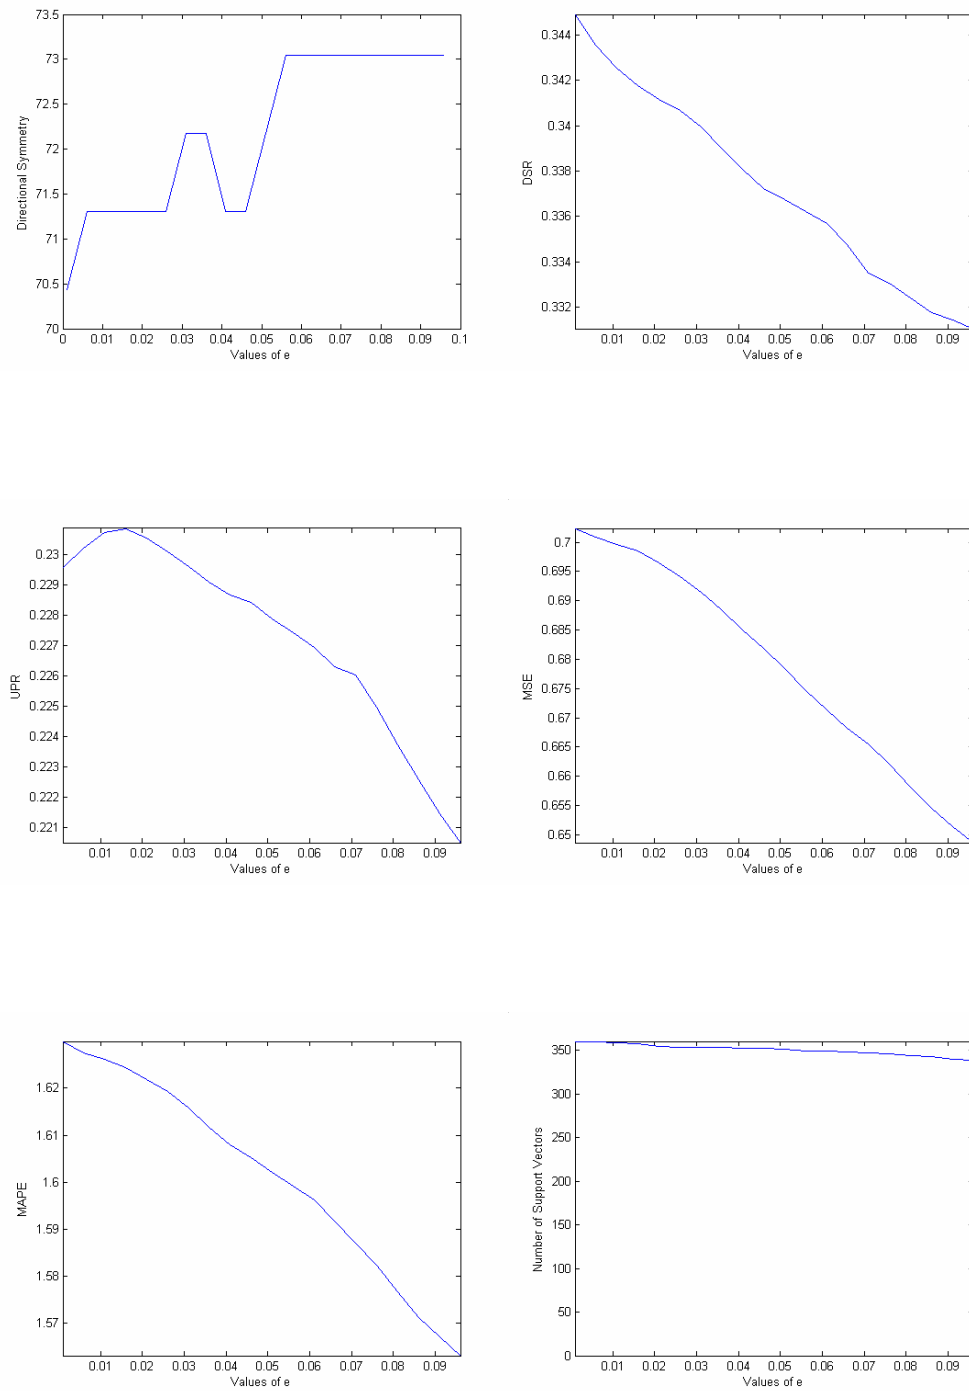 73.5
73
72.5
72
71.5
71
70.5
70
Directional Symmetry
0 0.01 0.02 0.03 0.04 0.05 0.06 0.07 0.08 0.09 0.1
Values of e
0.344
0.342
0.34
0.338
0.336
0.334
0.332
DSR
0.01 0.02 0.03 0.04 0.05 0.06 0.07 0.08 0.09
Values of e
0.23
0.229
0.228
0.227
0.226
0.225
0.224
0.223
0.222
0.221
UPR
0.01 0.02 0.03 0.04 0.05 0.06 0.07 0.08 0.09
Values of e
0.7
0.695
0.69
0.685
0.68
0.675
0.67
0.665
0.66
0.655
0.65
MSE
0.01 0.02 0.03 0.04 0.05 0.06 0.07 0.08 0.09
Values of e
1.62
1.61
1.6
1.59
1.58
1.57
MAPE
0.01 0.02 0.03 0.04 0.05 0.06 0.07 0.08 0.09
Values of e
350
300
250
200
150
100
50
0
Number of Support Vectors
0.01 0.02 0.03 0.04 0.05 0.06 0.07 0.08 0.09
Values of e